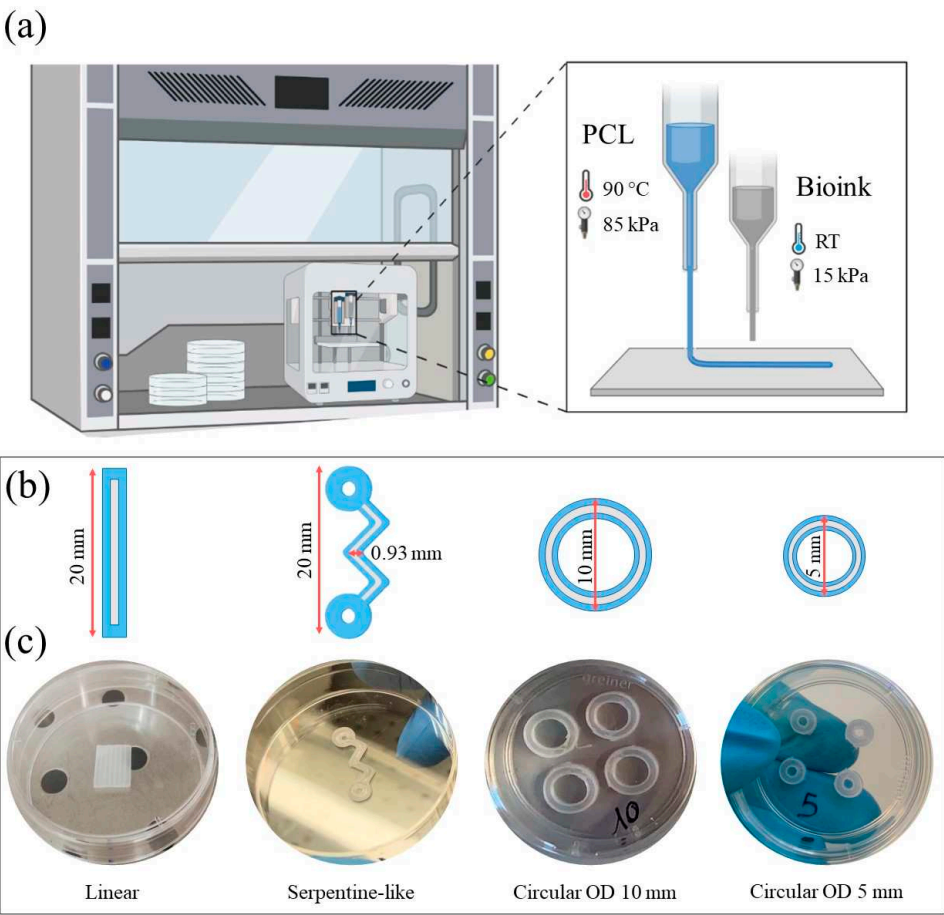 (a)
PCL
90 °C
85 kPa
Bioink
RT
15 kPa
(b)
20 mm
20 mm
0.93 mm
10 mm
5 mm
(c)
greiner
10
5
Linear
Serpentine-like
Circular OD 10 mm
Circular OD 5 mm